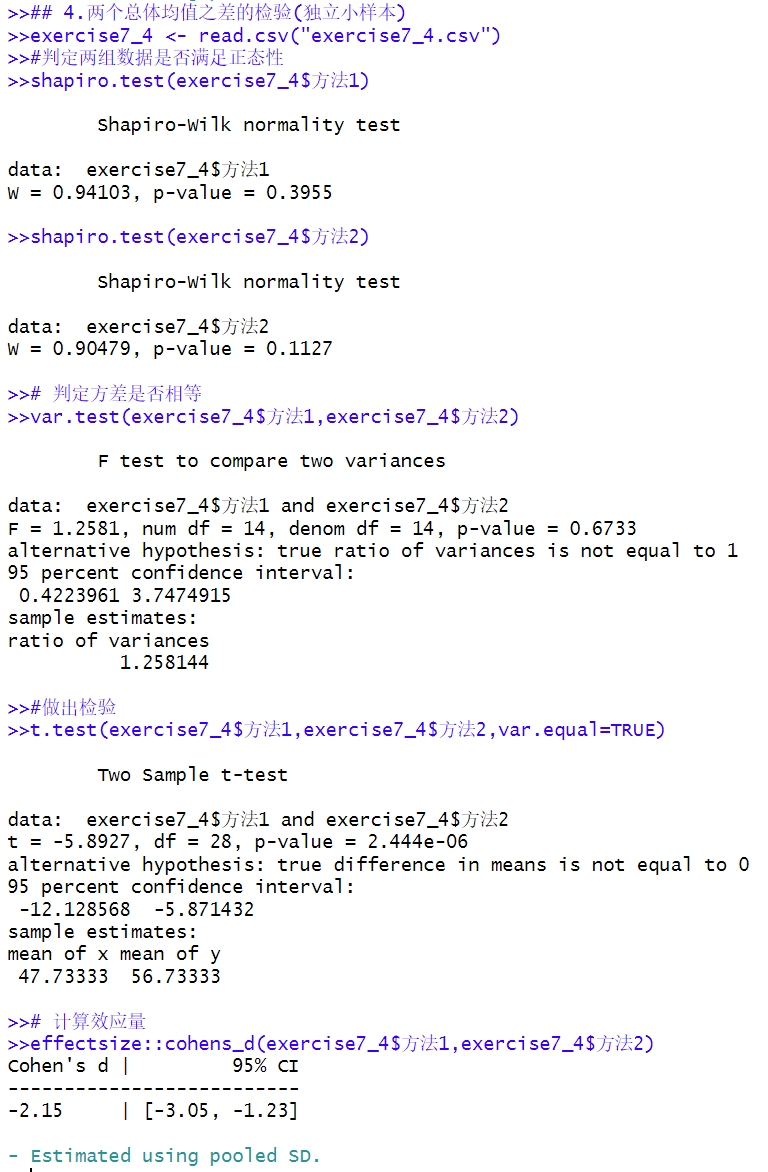 >>## 4.两个总体均值之差的检验(独立小样本)
>>exercise7_4 <- read.csv("exercise7_4.csv")
>>#判定两组数据是否满足正态性
>>shapiro.test(exercise7_4$方法1)
Shapiro-Wilk normality test
data:  exercise7_4$方法1
W = 0.94103, p-value = 0.3955
>>shapiro.test(exercise7_4$方法2)
Shapiro-Wilk normality test
data:  exercise7_4$方法2
W = 0.90479, p-value = 0.1127
>># 判定方差是否相等
>>var.test(exercise7_4$方法1,exercise7_4$方法2)
F test to compare two variances
data:  exercise7_4$方法1 and exercise7_4$方法2
F = 1.2581, num df = 14, denom df = 14, p-value = 0.6733
alternative hypothesis: true ratio of variances is not equal to 1
95 percent confidence interval:
0.4223961 3.7474915
sample estimates:
ratio of variances
1.258144
>>#做出检验
>>t.test(exercise7_4$方法1,exercise7_4$方法2,var.equal=TRUE)
Two Sample t-test
data:  exercise7_4$方法1 and exercise7_4$方法2
t = -5.8927, df = 28, p-value = 2.444e-06
alternative hypothesis: true difference in means is not equal to 0
95 percent confidence interval:
-12.128568  -5.871432
sample estimates:
mean of x mean of y
47.73333  56.73333
>># 计算效应量
>>effectsize::cohens_d(exercise7_4$方法1,exercise7_4$方法2)
Cohen's d |         95% CI
--------------------------
-2.15     | [-3.05, -1.23]
- Estimated using pooled SD.